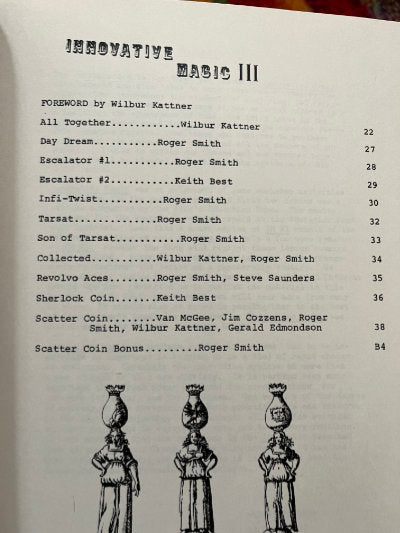 INNOVATIVE
MAGIC III
FOREWORD by Wilbur Kattner
All Together............Wilbur Kattner 22
Day Dream..........Roger Smith 27
Escalator #1..........Roger Smith 28
Escalator #2..........Keith Best 29
Infi-Twist...........Roger Smith 30
Tarsat..............Roger Smith 32
Son of Tarsat...........Roger Smith 33
Collected...........Wilbur Kattner, Roger Smith 34
Revolvo Aces........Roger Smith, Steve Saunders 35
Sherlock Coin.......Keith Best 36
Scatter Coin........Van McGee, Jim Cozzens, Roger
Smith, Wilbur Kattner, Gerald Edmondson 38
Scatter Coin Bonus.........Roger Smith B4